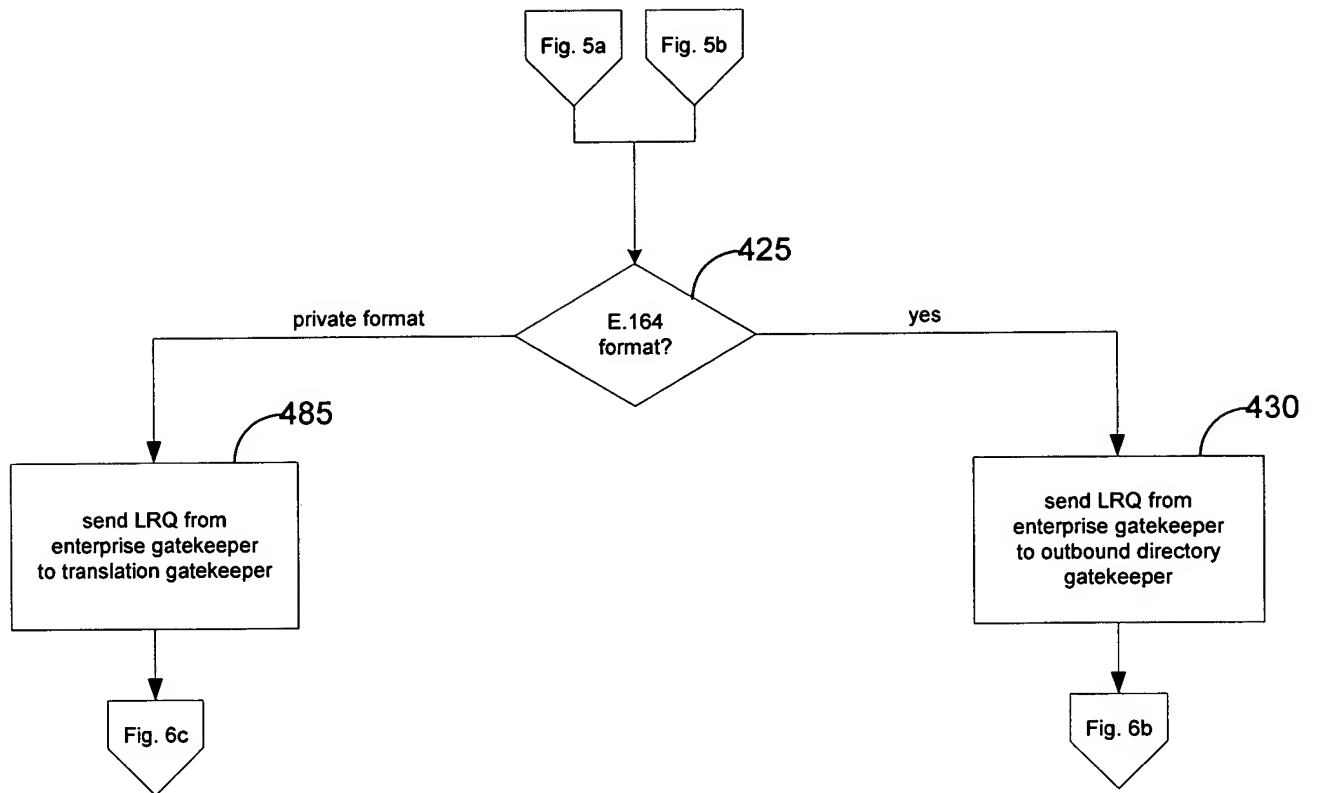 Fig. 5a
Fig. 5b
425
E.164
format?
private format
yes
485
430
send LRQ from
enterprise gatekeeper
to translation gatekeeper
send LRQ from
enterprise gatekeeper
to outbound directory
gatekeeper
Fig. 6c
Fig. 6b